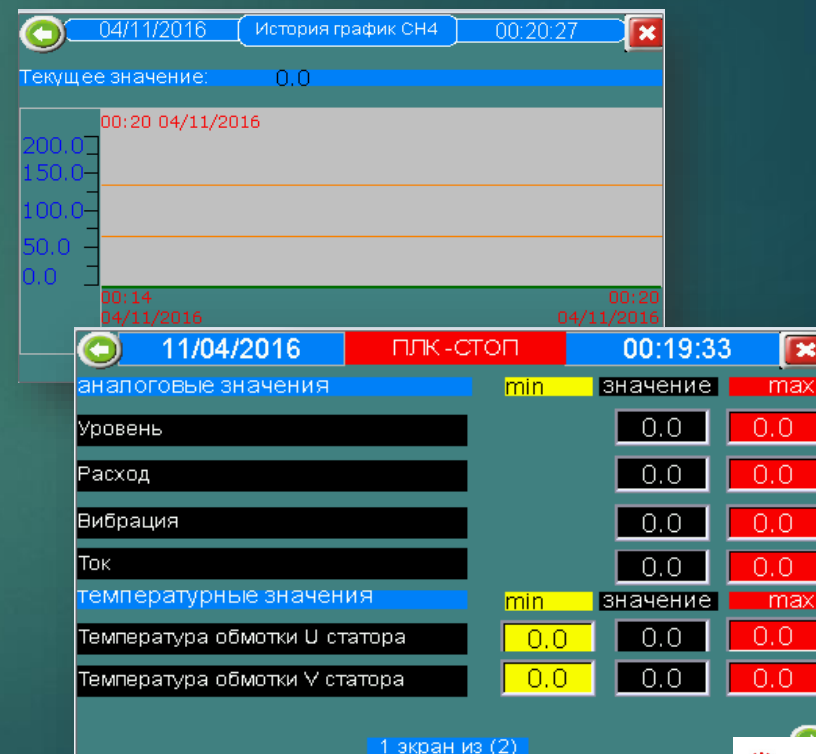 04/11/2016 История график CH4 00:20:27
Текущее значение: 0.0
00:20 04/11/2016
200.0
150.0
100.0
50.0
0.0
00:14 00:20
04/11/2016 04/11/2016
11/04/2016 ПЛК-СТОП 00:19:33
аналоговые значения min значение max
Уровень 0.0 0.0
Расход 0.0 0.0
Вибрация 0.0 0.0
Ток 0.0 0.0
температурные значения min значение max
Температура обмотки U статора 0.0 0.0 0.0
Температура обмотки V статора 0.0 0.0 0.0
1 экран из (2)